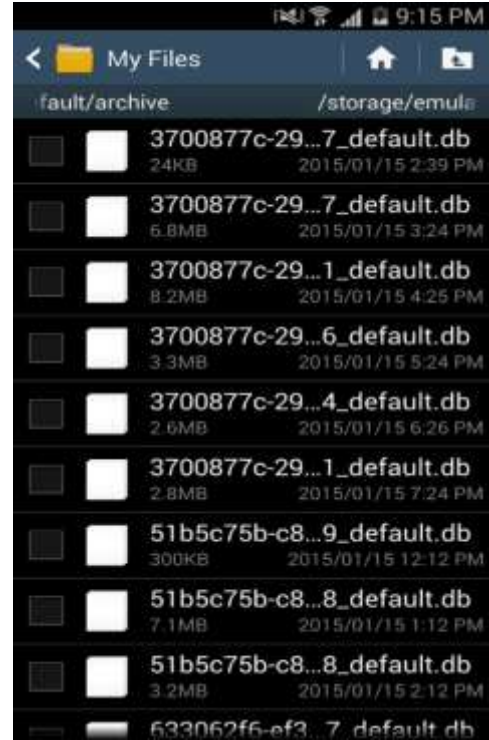 9:15 PM
My Files
fault/archive /storage/emula
3700877c-29...7_default.db
24KB 2015/01/15 2:39 PM
3700877c-29...7_default.db
6.8MB 2015/01/15 3:24 PM
3700877c-29...1_default.db
8.2MB 2015/01/15 4:25 PM
3700877c-29...6_default.db
3.3MB 2015/01/15 5:24 PM
3700877c-29...4_default.db
2.6MB 2015/01/15 6:26 PM
3700877c-29...1_default.db
2.8MB 2015/01/15 7:24 PM
51b5c75b-c8...9_default.db
300KB 2015/01/15 12:12 PM
51b5c75b-c8...8_default.db
7.1MB 2015/01/15 1:12 PM
51b5c75b-c8...8_default.db
3.2MB 2015/01/15 2:12 PM
633062f6-ef3...7_default.db